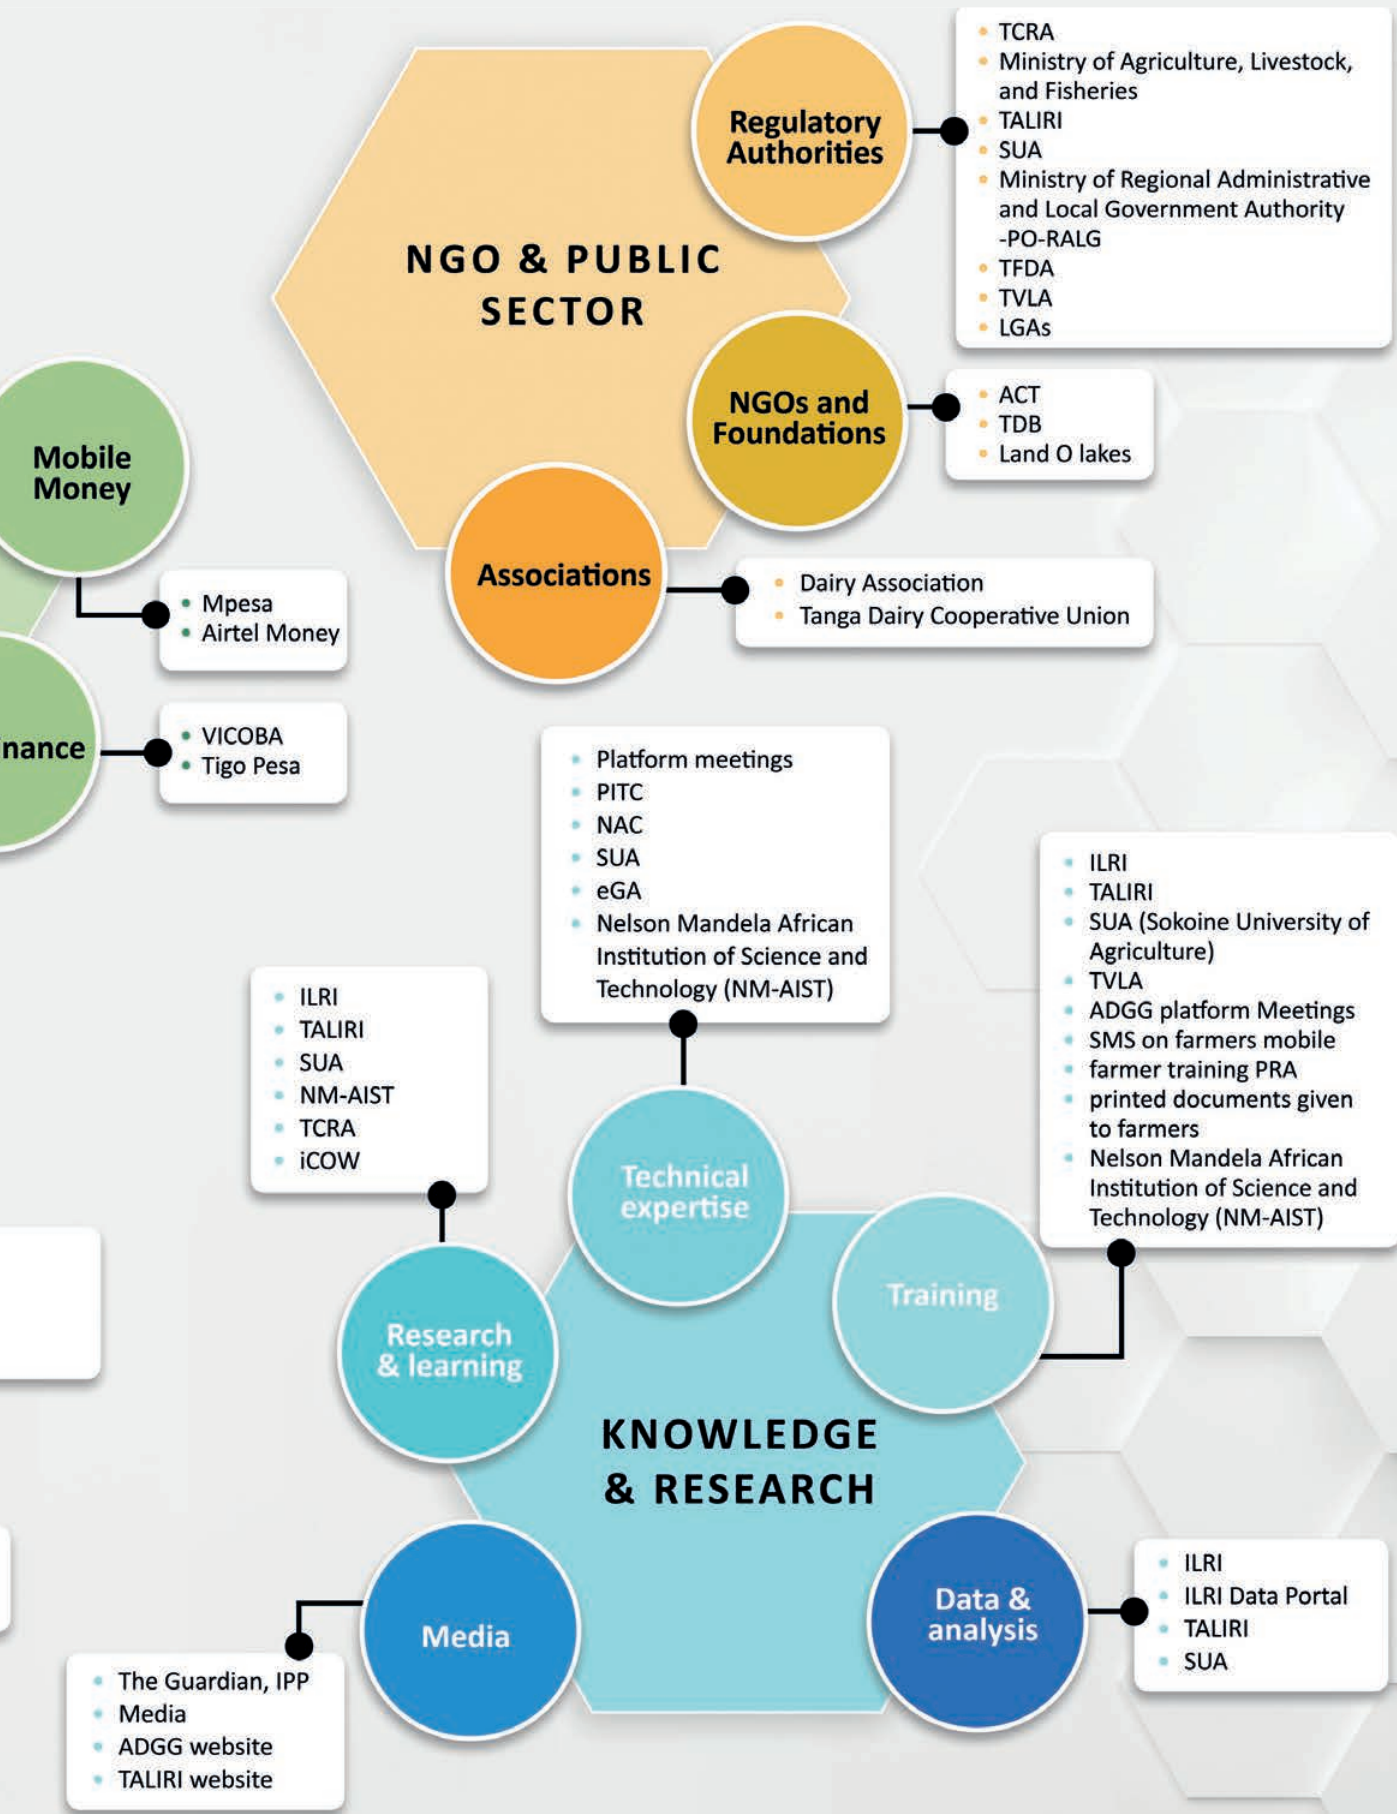 Regulatory
Authorities
TCRA
Ministry of Agriculture, Livestock,
and Fisheries
TALIRI
SUA
Ministry of Regional Administrative
and Local Government Authority
-PO-RALG
TFDA
TVLA
LGAs
NGO & PUBLIC
SECTOR
NGOs and
Foundations
ACT
TDB
Land O lakes
Associations
Dairy Association
Tanga Dairy Cooperative Union
Mobile
Money
Mpesa
Airtel Money
nance
VICOBA
Tigo Pesa
Platform meetings
PITC
NAC
SUA
eGA
Nelson Mandela African
Institution of Science and
Technology (NM-AIST)
Technical
expertise
ILRI
TALIRI
SUA (Sokoine University of
Agriculture)
TVLA
ADGG platform Meetings
SMS on farmers mobile
farmer training PRA
printed documents given
to farmers
Nelson Mandela African
Institution of Science and
Technology (NM-AIST)
Training
ILRI
TALIRI
SUA
NM-AIST
TCRA
iCOW
Research
& learning
KNOWLEDGE
& RESEARCH
Media
The Guardian, IPP
Media
ADGG website
TALIRI website
Data &
analysis
ILRI
ILRI Data Portal
TALIRI
SUA